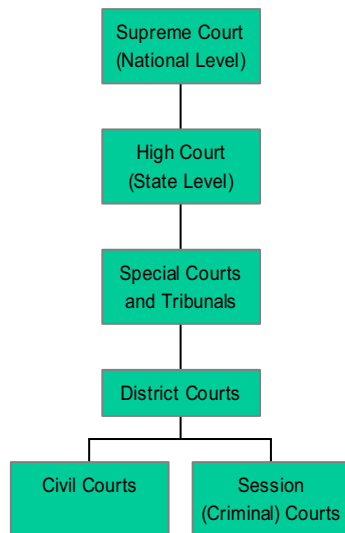 Supreme Court
(National Level)
High Court
(State Level)
Special Courts
and Tribunals
District Courts
Civil Courts
Session
(Criminal) Courts